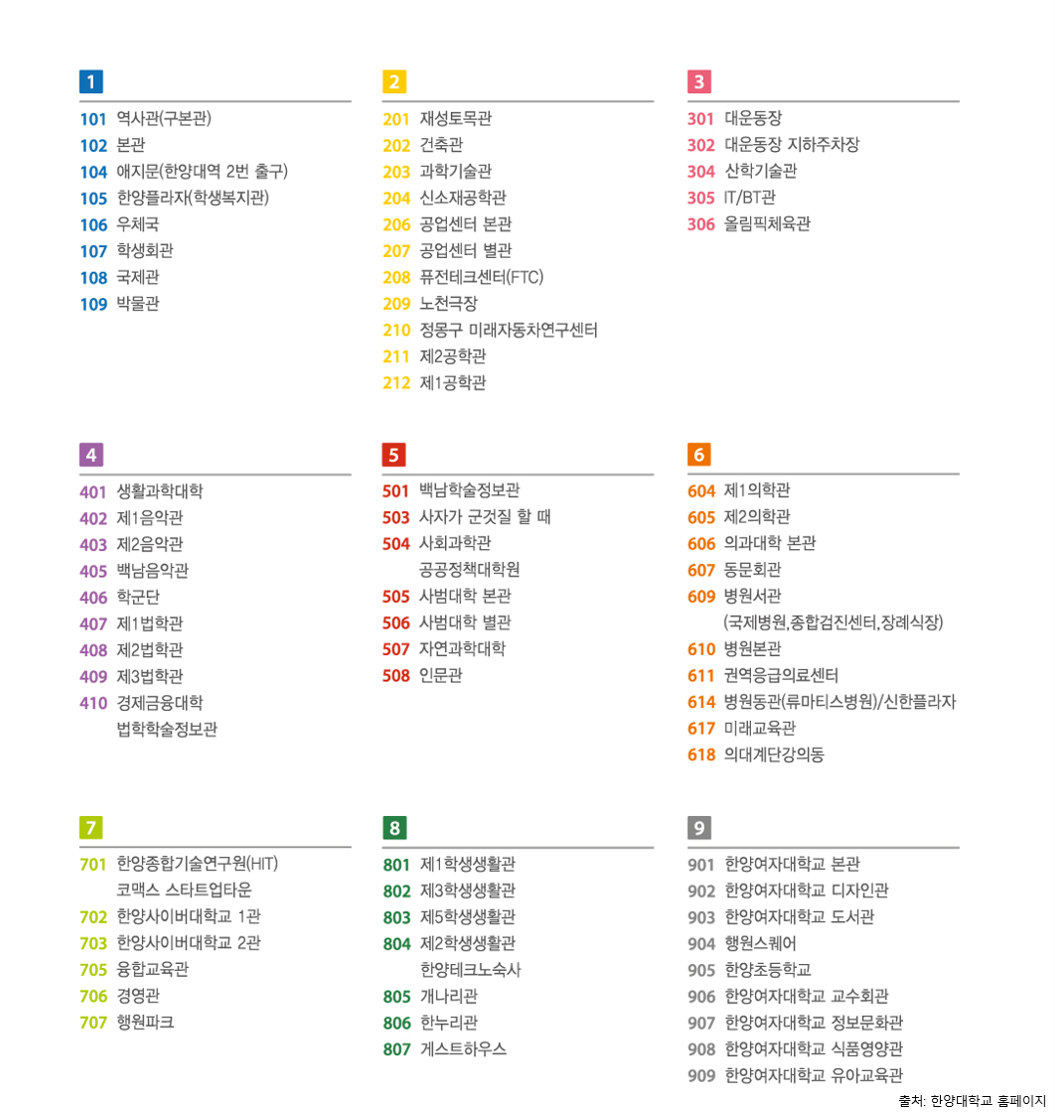 1
101 역사관(구본관)
102 본관
104 애지문(한양대역 2번 출구)
105 한양플라자(학생복지관)
106 우체국
107 학생회관
108 국제관
109 박물관
2
201 재성토목관
202 건축관
203 과학기술관
204 신소재공학관
206 공업센터 본관
207 공업센터 별관
208 퓨전테크센터(FTC)
209 노천극장
210 정몽구 미래자동차연구센터
211 제2공학관
212 제1공학관
3
301 대운동장
302 대운동장 지하주차장
304 산학기술관
305 IT/BT관
306 올림픽체육관
4
401 생활과학대학
402 제1음악관
403 제2음악관
405 백남음악관
406 학군단
407 제1법학관
408 제2법학관
409 제3법학관
410 경제금융대학
법학학술정보관
5
501 백남학술정보관
503 사자가 군것질 할 때
504 사회과학관
공공정책대학원
505 사범대학 본관
506 사범대학 별관
507 자연과학대학
508 인문관
6
604 제1의학관
605 제2의학관
606 의과대학 본관
607 동문회관
609 병원서관
(국제병원,종합검진센터,장례식장)
610 병원본관
611 권역응급의료센터
614 병원동관(류마티스병원)/신한플라자
617 미래교육관
618 의대계단강의동
7
701 한양종합기술연구원(HIT)
코맥스 스타트업타운
702 한양사이버대학교 1관
703 한양사이버대학교 2관
705 융합교육관
706 경영관
707 행원파크
8
801 제1학생생활관
802 제3학생생활관
803 제5학생생활관
804 제2학생생활관
한양테크노숙사
805 개나리관
806 한누리관
807 게스트하우스
9
901 한양여자대학교 본관
902 한양여자대학교 디자인관
903 한양여자대학교 도서관
904 행원스퀘어
905 한양초등학교
906 한양여자대학교 교수회관
907 한양여자대학교 정보문화관
908 한양여자대학교 식품영양관
909 한양여자대학교 유아교육관
출처: 한양대학교 홈페이지